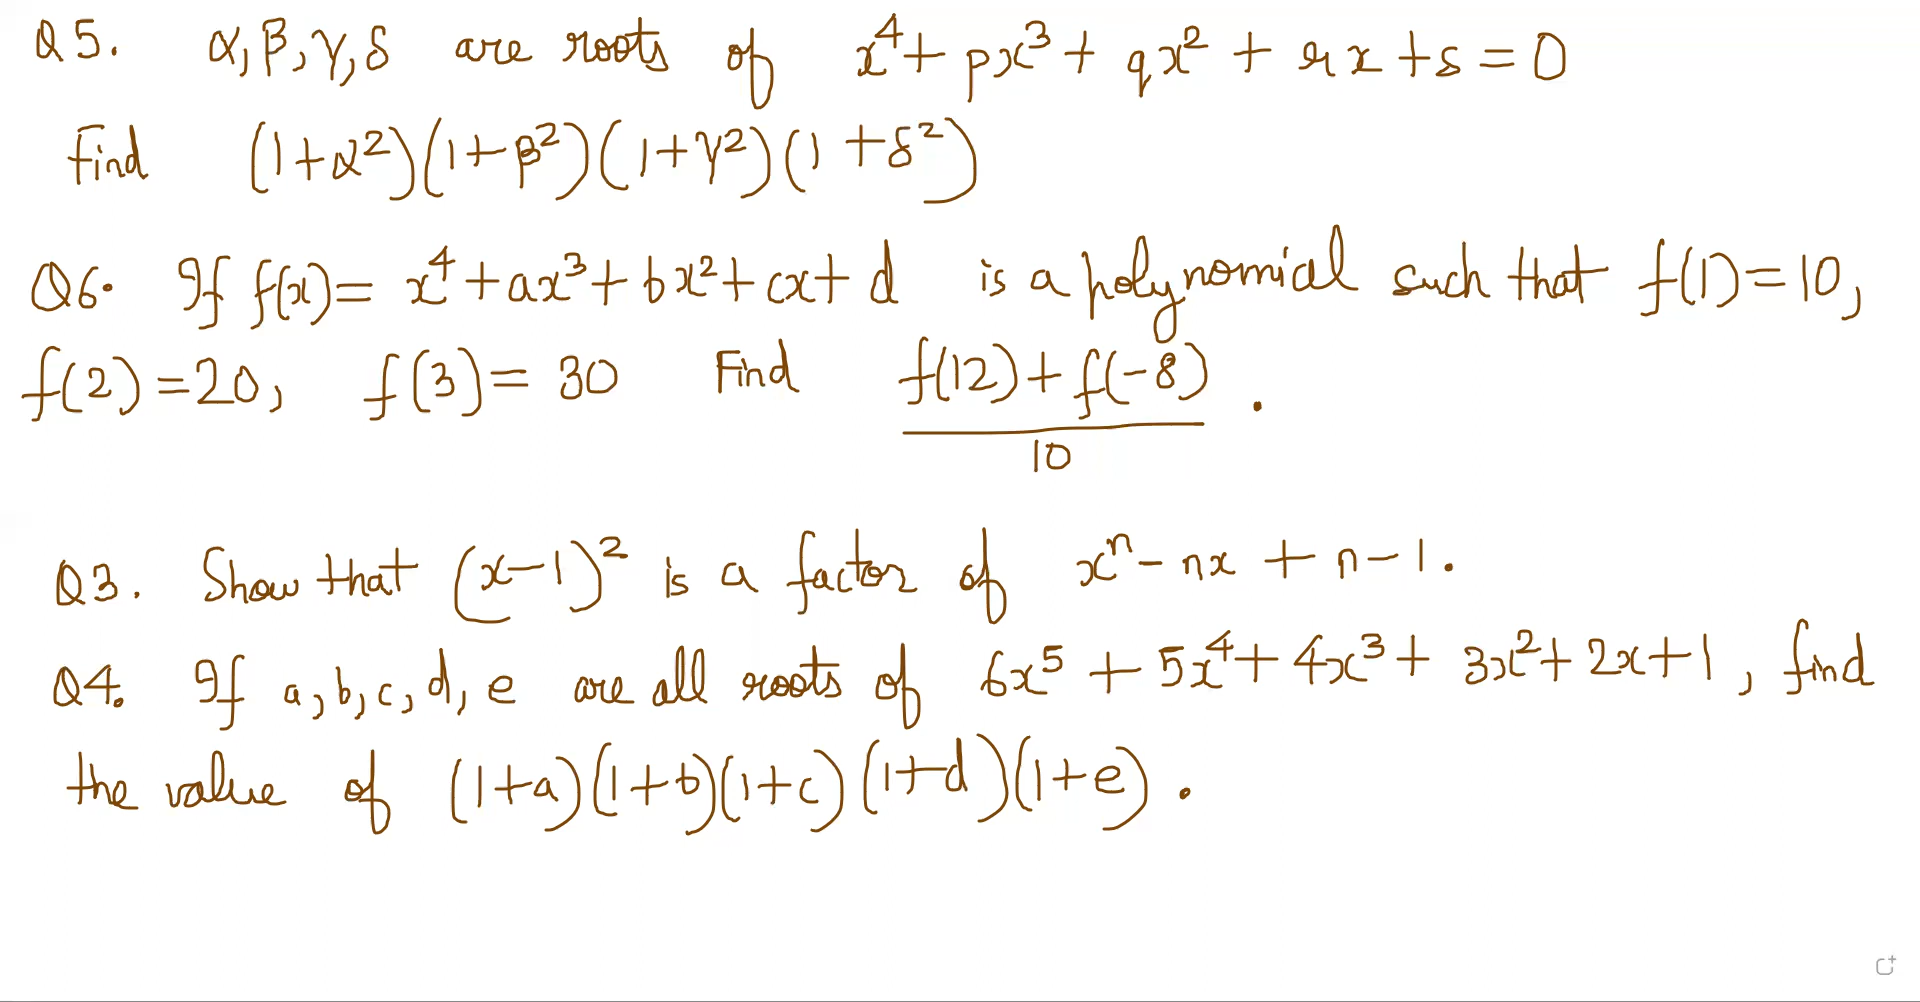 Q5. α, β, γ, δ are roots of x⁴ + px³ + qx² + rx + s = 0
Find (1+α²)(1+β²)(1+γ²)(1+δ²)
Q6. If f(x) = x⁴ + ax³ + bx² + cx + d is a polynomial such that f(1) = 10,
f(2) = 20, f(3) = 30 Find (f(12) + f(-8))/10 .
Q3. Show that (x-1)² is a factor of xⁿ - nx + n - 1.
Q4. If a, b, c, d, e are all roots of 6x⁵ + 5x⁴ + 4x³ + 3x² + 2x + 1, find
the value of (1+a)(1+b)(1+c)(1+d)(1+e).